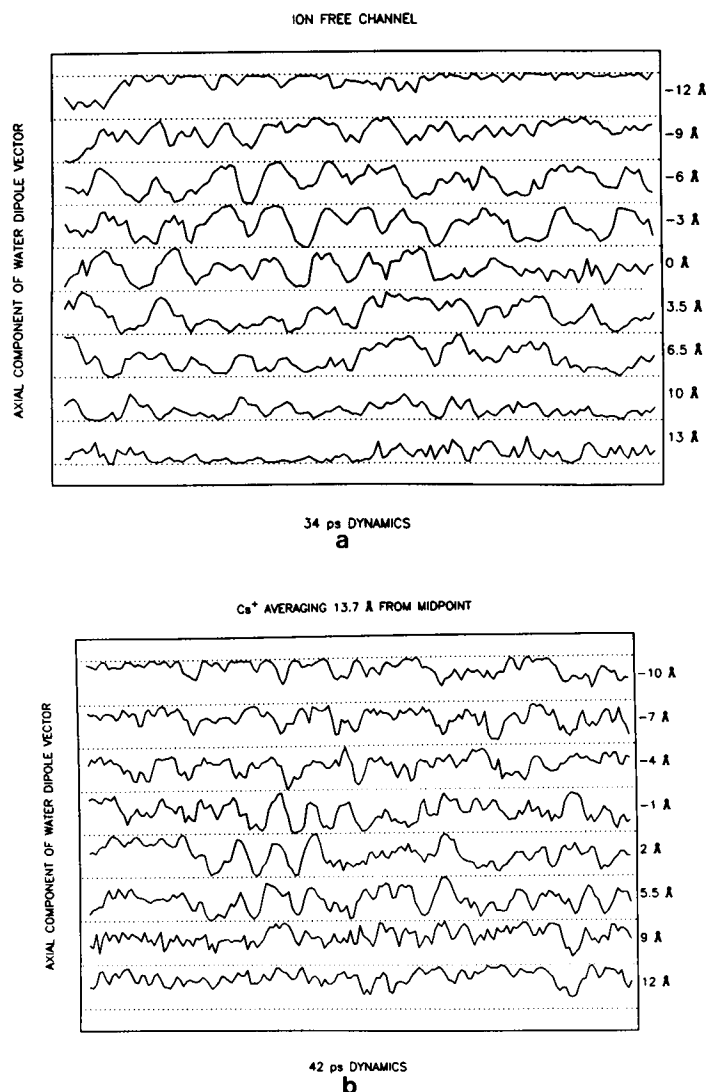 ION FREE CHANNEL
AXIAL COMPONENT OF WATER DIPOLE VECTOR
-12 Å
-9 Å
-6 Å
-3 Å
0 Å
3.5 Å
6.5 Å
10 Å
13 Å
34 ps DYNAMICS
a
Cs⁺ AVERAGING 13.7 Å FROM MIDPOINT
AXIAL COMPONENT OF WATER DIPOLE VECTOR
-10 Å
-7 Å
-4 Å
-1 Å
2 Å
5.5 Å
9 Å
12 Å
42 ps DYNAMICS
b